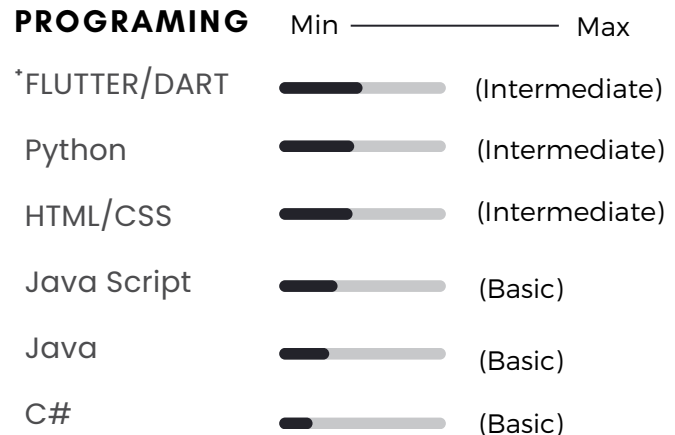 PROGRAMING Min Max
+FLUTTER/DART (Intermediate)
Python (Intermediate)
HTML/CSS (Intermediate)
Java Script (Basic)
Java (Basic)
C# (Basic)